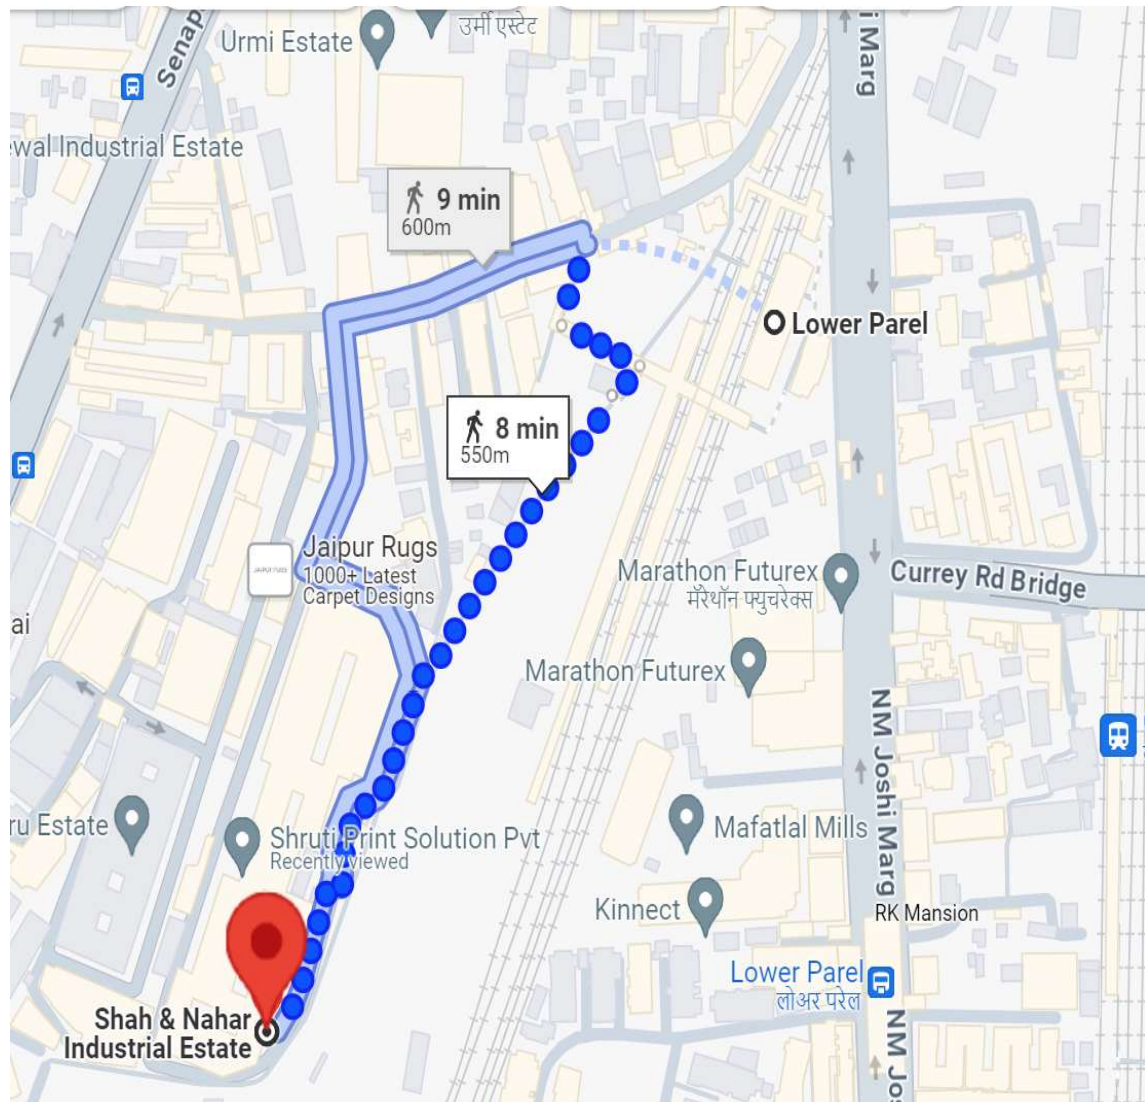 Senap
Urmi Estate
उर्मी एस्टेट
i Marg
wal Industrial Estate
9 min
600m
Lower Parel
8 min
550m
Jaipur Rugs
1000+ Latest
Carpet Designs
Marathon Futurex
मॅरेथॉन फ्युचरेक्स
Currey Rd Bridge
ai
Marathon Futurex
NM Joshi Marg
ru Estate
Shruti Print Solution Pvt
Recently viewed
Mafatlal Mills
Kinnect
RK Mansion
Lower Parel
लोअर परेल
Shah & Nahar
Industrial Estate
NM Jos